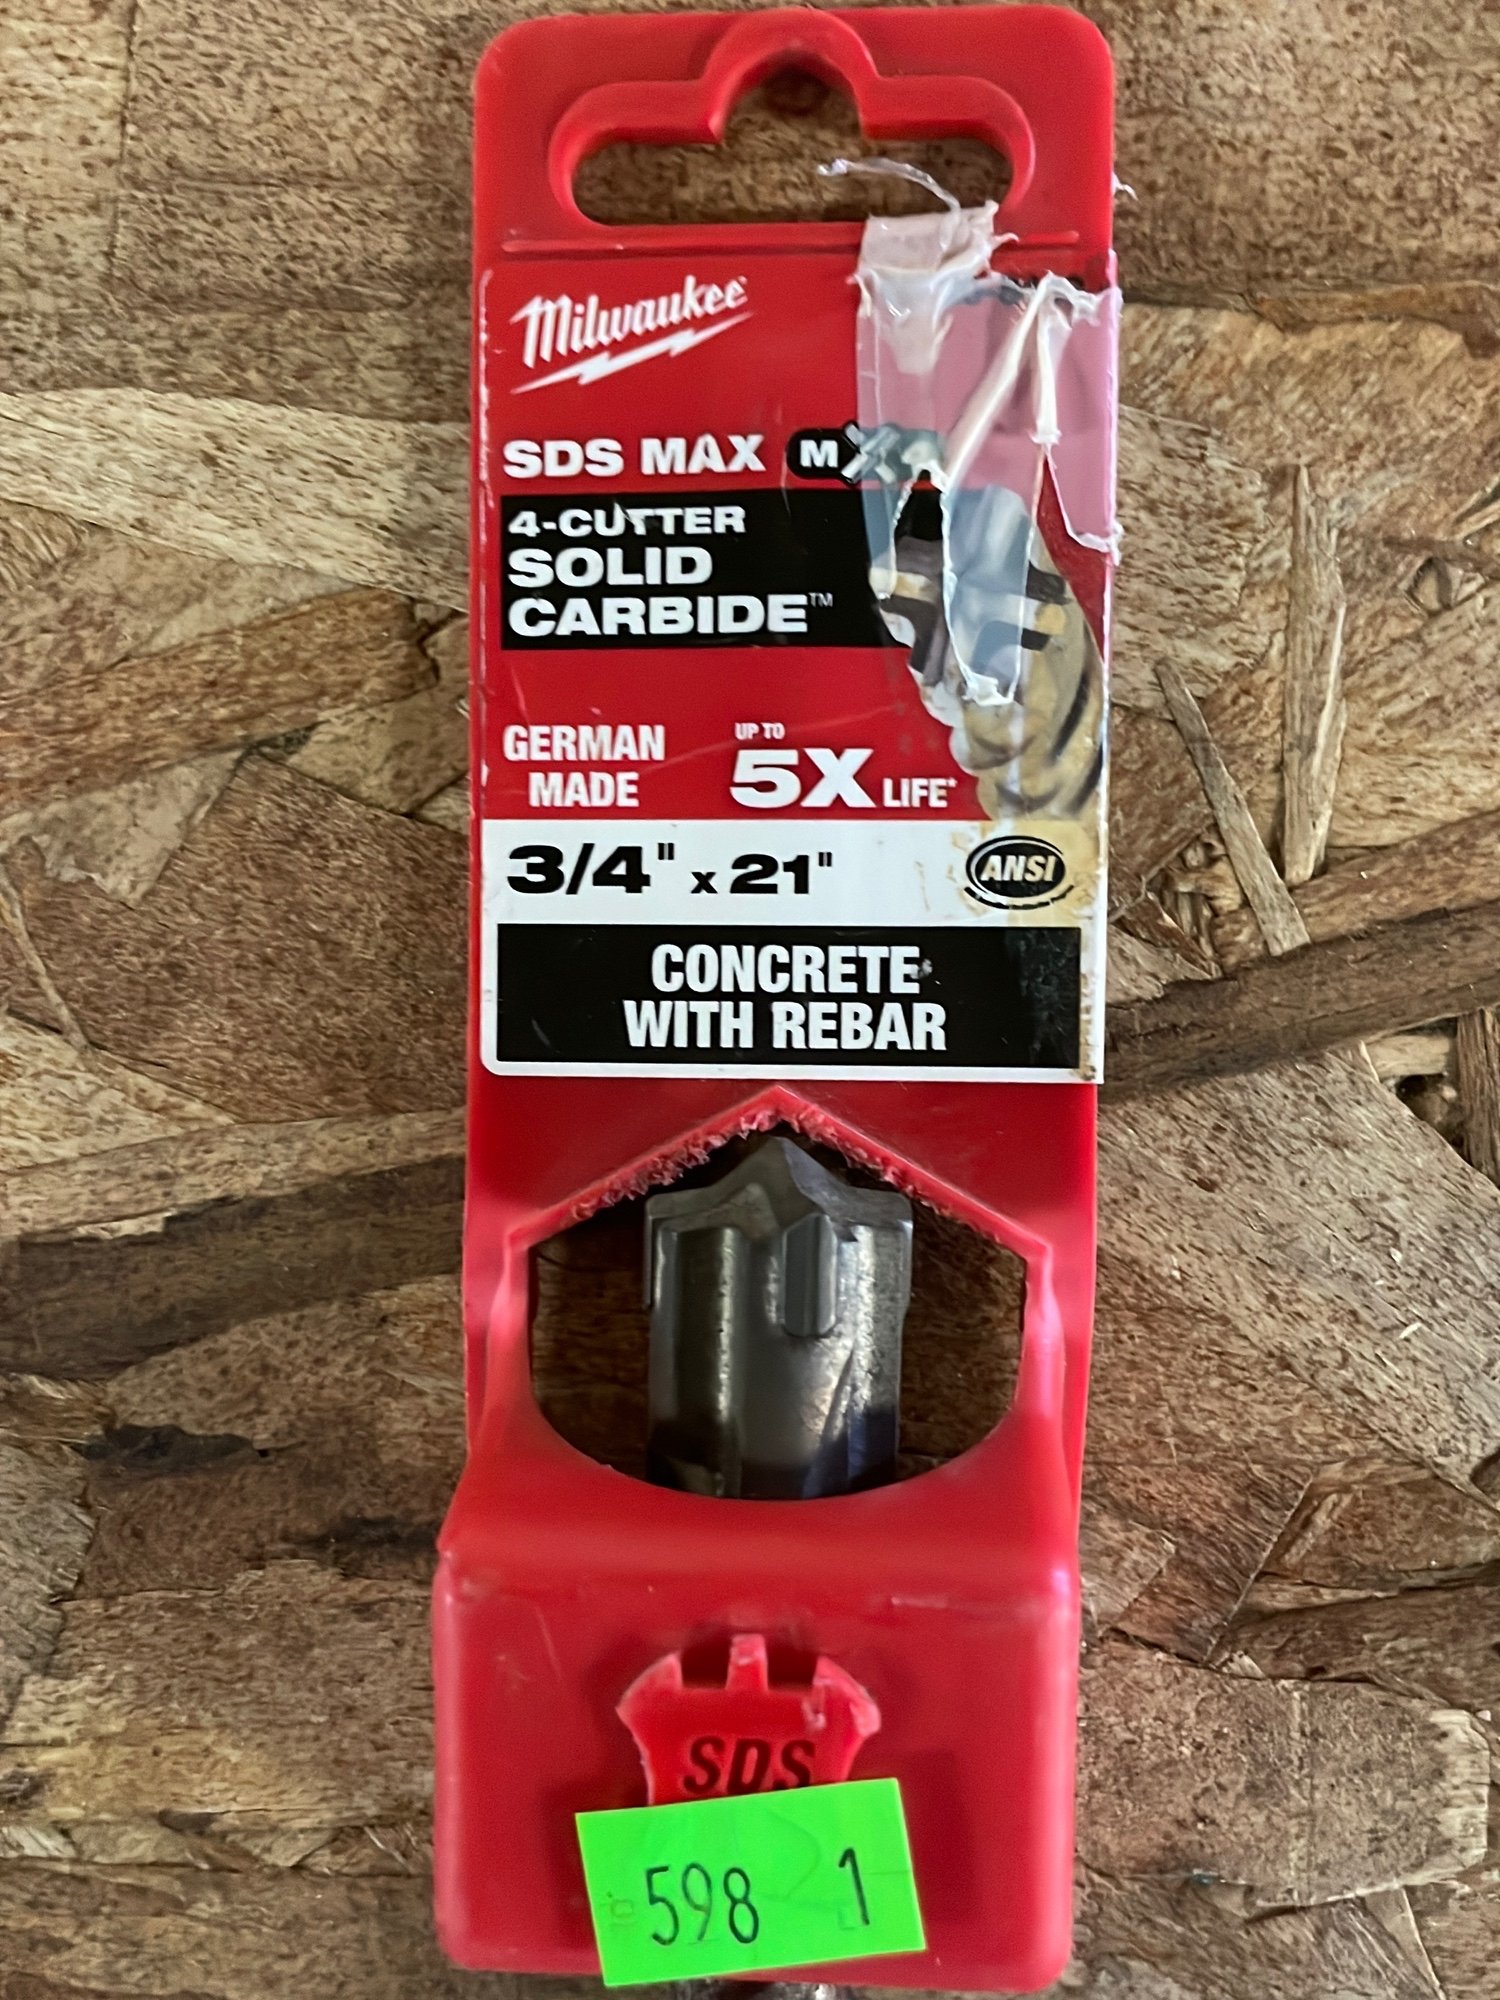 Milwaukee
SDS MAX M
4-CUTTER
SOLID
CARBIDE™
GERMAN
MADE
UP TO
5X LIFE*
3/4" x 21"
ANSI
CONCRETE
WITH REBAR
SDS
598 1